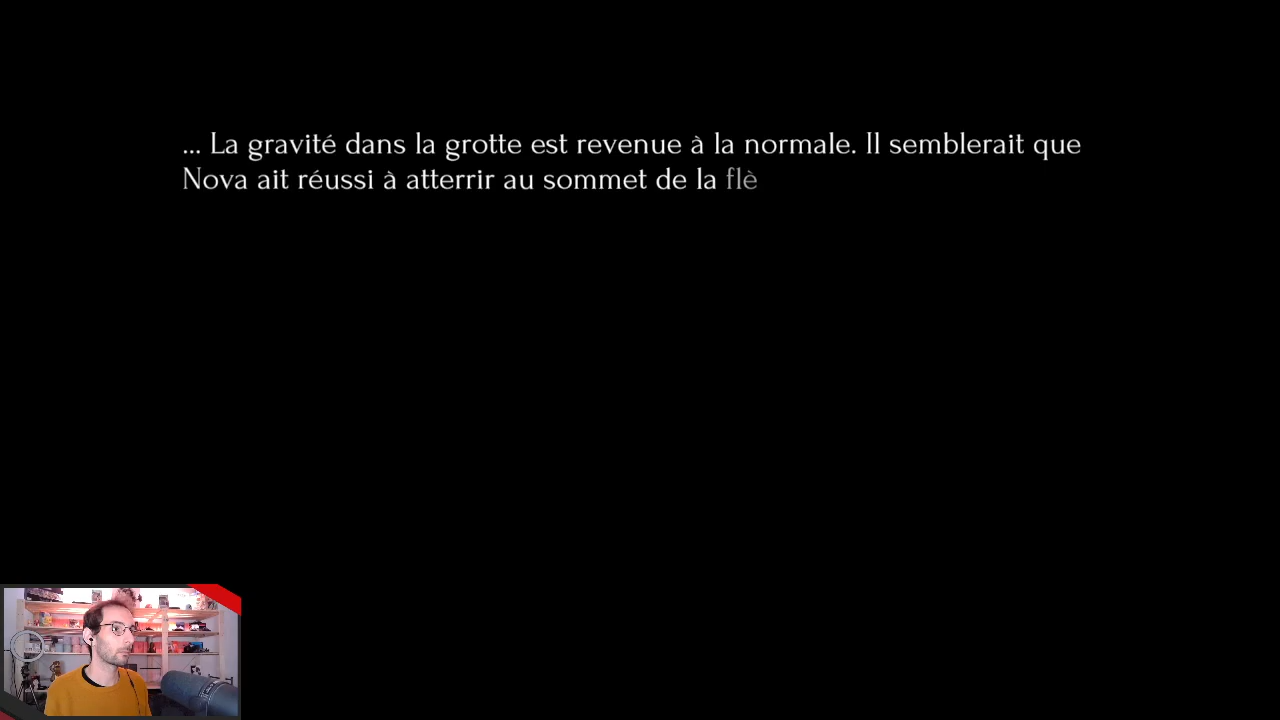 ... La gravité dans la grotte est revenue à la normale. Il semblerait que
Nova ait réussi à atterrir au sommet de la flè